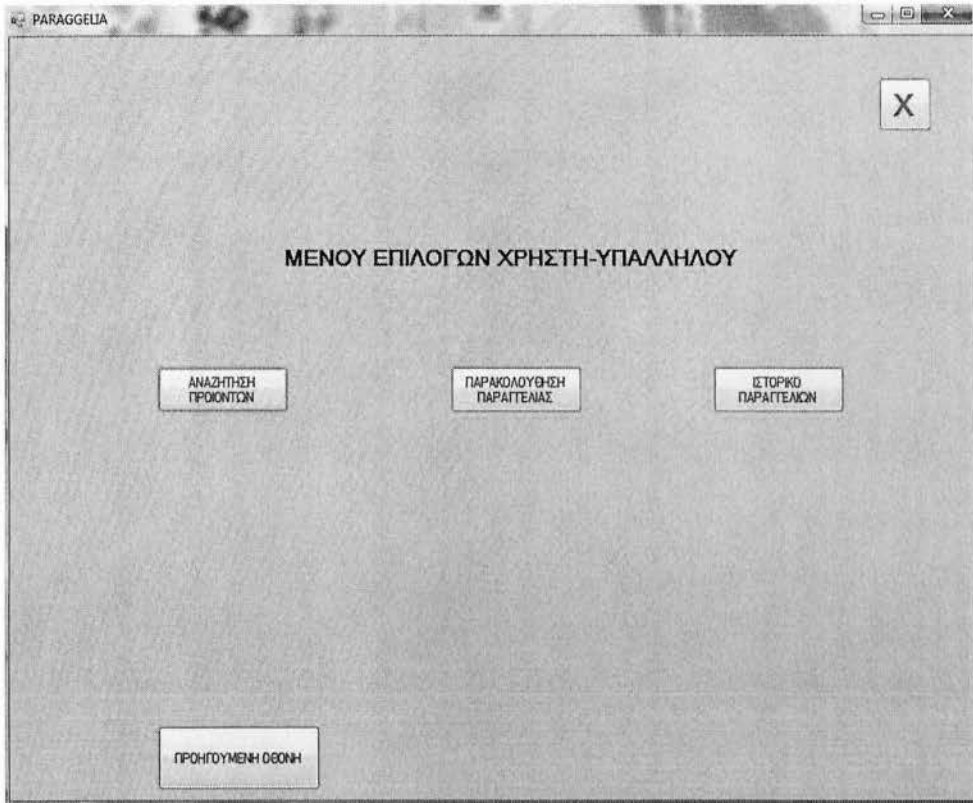 PARAGGELIA
X
ΜΕΝΟΥ ΕΠΙΛΟΓΩΝ ΧΡΗΣΤΗ-ΥΠΑΛΛΗΛΟΥ
ΑΝΑΖΗΤΗΣΗ
ΠΡΟΙΟΝΤΩΝ
ΠΑΡΑΚΟΛΟΥΘΗΣΗ
ΠΑΡΑΓΓΕΛΙΑΣ
ΙΣΤΟΡΙΚΟ
ΠΑΡΑΓΓΕΛΙΩΝ
ΠΡΟΗΓΟΥΜΕΝΗ ΟΘΟΝΗ